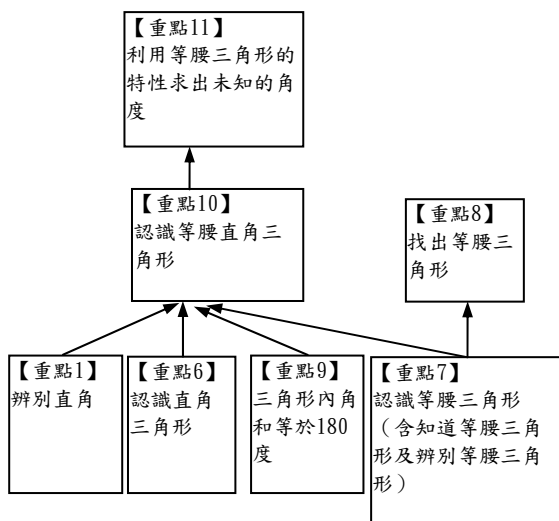 【重點11】
利用等腰三角形的
特性求出未知的角
度
【重點10】
認識等腰直角三
角形
【重點8】
找出等腰三
角形
【重點1】
辨別直角
【重點6】
認識直角
三角形
【重點9】
三角形內角
和等於180
度
【重點7】
認識等腰三角形
（含知道等腰三角
形及辨別等腰三角
形）